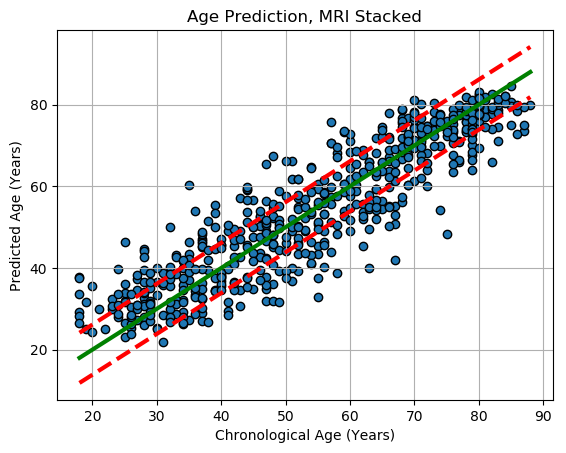 Age Prediction, MRI Stacked
Predicted Age (Years)
80
60
40
20
20 30 40 50 60 70 80 90
Chronological Age (Years)